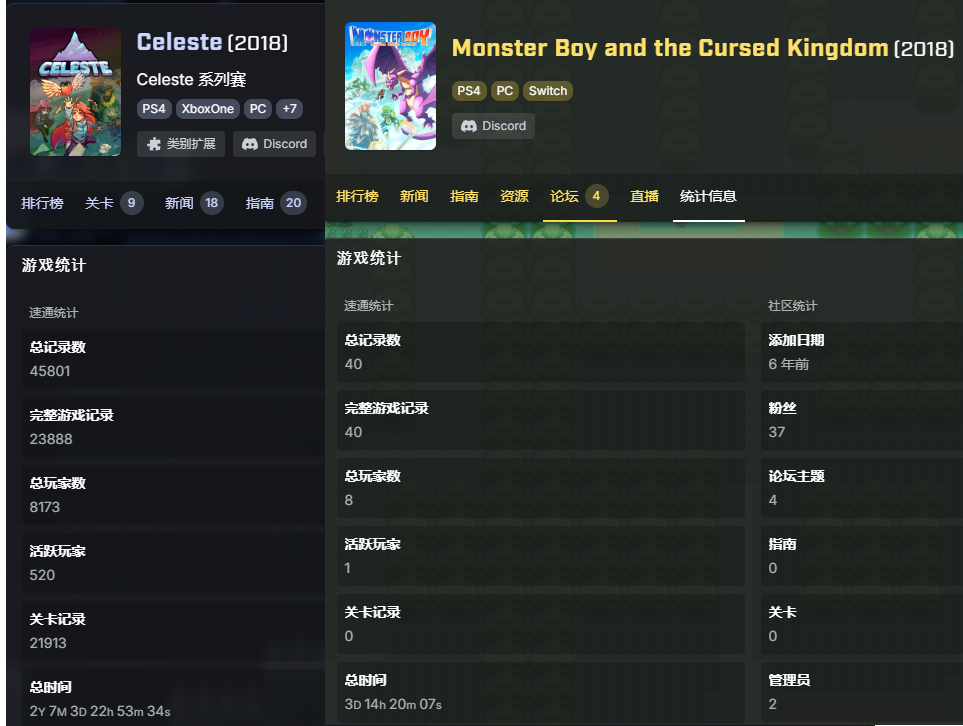 Celeste (2018)
Celeste 系列赛
PS4 XboxOne PC +7
类别扩展 Discord
排行榜 关卡 9 新闻 18 指南 20
游戏统计
速通统计
总记录数
45801
完整游戏记录
23888
总玩家数
8173
活跃玩家
520
关卡记录
21913
总时间
2Y 7M 3D 22h 53m 34s
CELESTE
MONSTER BOY
Monster Boy and the Cursed Kingdom (2018)
PS4 PC Switch
Discord
排行榜 新闻 指南 资源 论坛 4 直播 统计信息
游戏统计
速通统计
总记录数
40
完整游戏记录
40
总玩家数
8
活跃玩家
1
关卡记录
0
总时间
3D 14h 20m 07s
社区统计
添加日期
6 年前
粉丝
37
论坛主题
4
指南
0
关卡
0
管理员
2